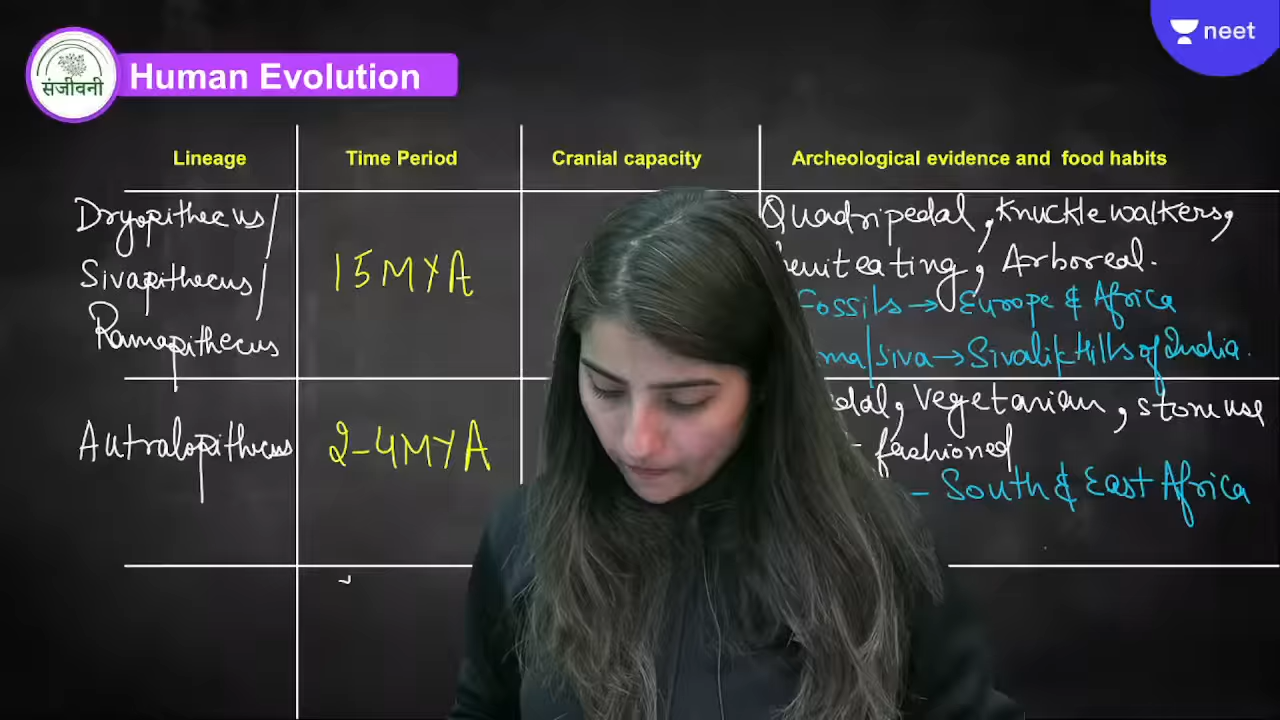 neet
संजीवनी
Human Evolution
Lineage
Time Period
Cranial capacity
Archeological evidence and food habits
Dryopithecus/
Sivapithecus/
Ramapithecus
15 MYA
Quadripedal, Knuckle walkers,
eating, Arboreal.
Fossils → Europe & Africa
/siva → Sivalik Hills of India.
Autralopithecus
2-4 MYA
Vegetarian, stone use
fashioned
- South & East Africa